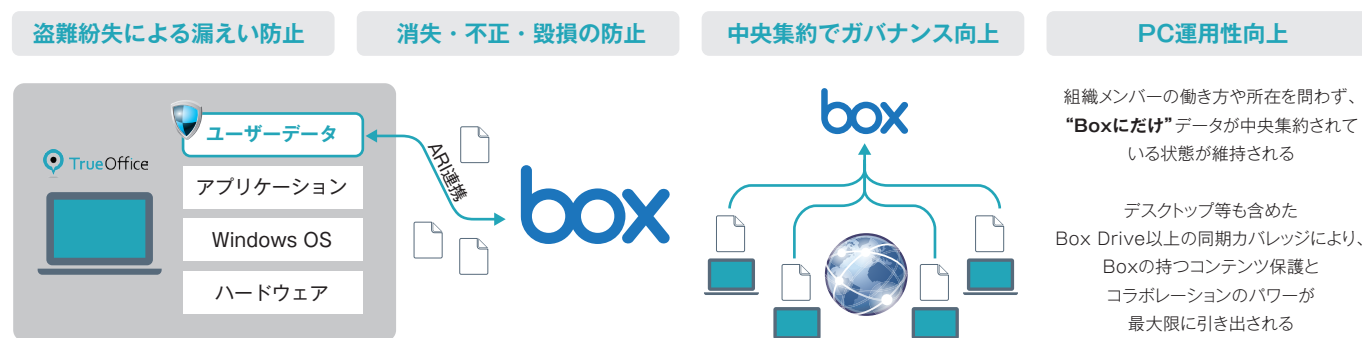 盗難紛失による漏えい防止
消失・不正・毀損の防止
中央集約でガバナンス向上
PC運用性向上
TrueOffice
ユーザーデータ
アプリケーション
Windows OS
ハードウェア
ARI連携
box
box
組織メンバーの働き方や所在を問わず、
“Boxにだけ”データが中央集約されて
いる状態が維持される
デスクトップ等も含めた
Box Drive以上の同期カバレッジにより、
Boxの持つコンテンツ保護と
コラボレーションのパワーが
最大限に引き出される